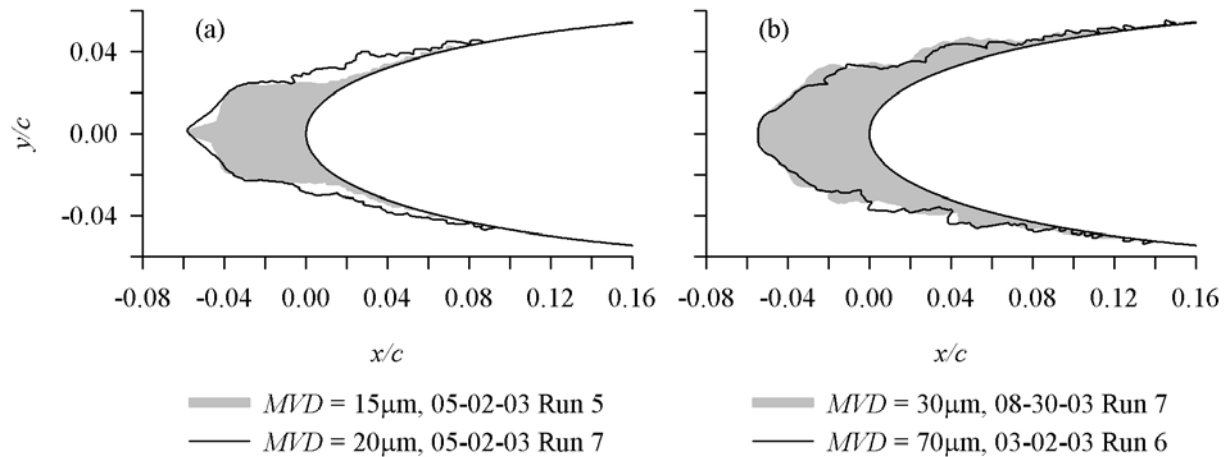 (a)
(b)
0.04
0.00
-0.04
y/c
-0.08 -0.04 0.00 0.04 0.08 0.12 0.16
-0.08 -0.04 0.00 0.04 0.08 0.12 0.16
x/c
x/c
MVD = 15μm, 05-02-03 Run 5
MVD = 20μm, 05-02-03 Run 7
MVD = 30μm, 08-30-03 Run 7
MVD = 70μm, 03-02-03 Run 6